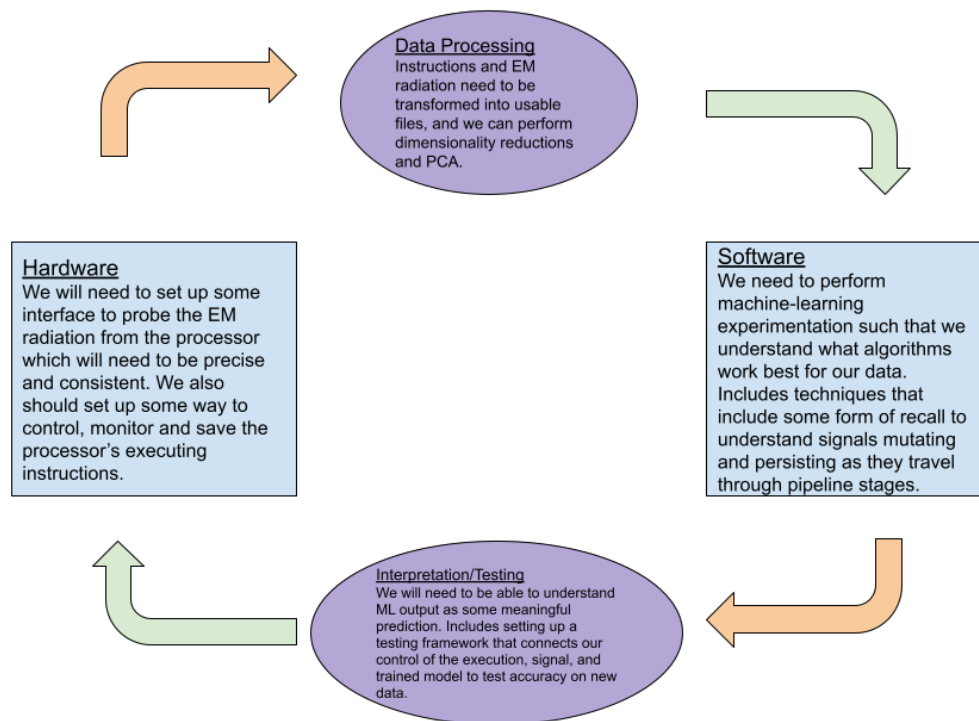 Data Processing
Instructions and EM
radiation need to be
transformed into usable
files, and we can perform
dimensionality reductions
and PCA.
Hardware
We will need to set up some
interface to probe the EM
radiation from the processor
which will need to be precise
and consistent. We also
should set up some way to
control, monitor and save the
processor's executing
instructions.
Software
We need to perform
machine-learning
experimentation such that we
understand what algorithms
work best for our data.
Includes techniques that
include some form of recall to
understand signals mutating
and persisting as they travel
through pipeline stages.
Interpretation/Testing
We will need to be able to understand
ML output as some meaningful
prediction. Includes setting up a
testing framework that connects our
control of the execution, signal, and
trained model to test accuracy on new
data.